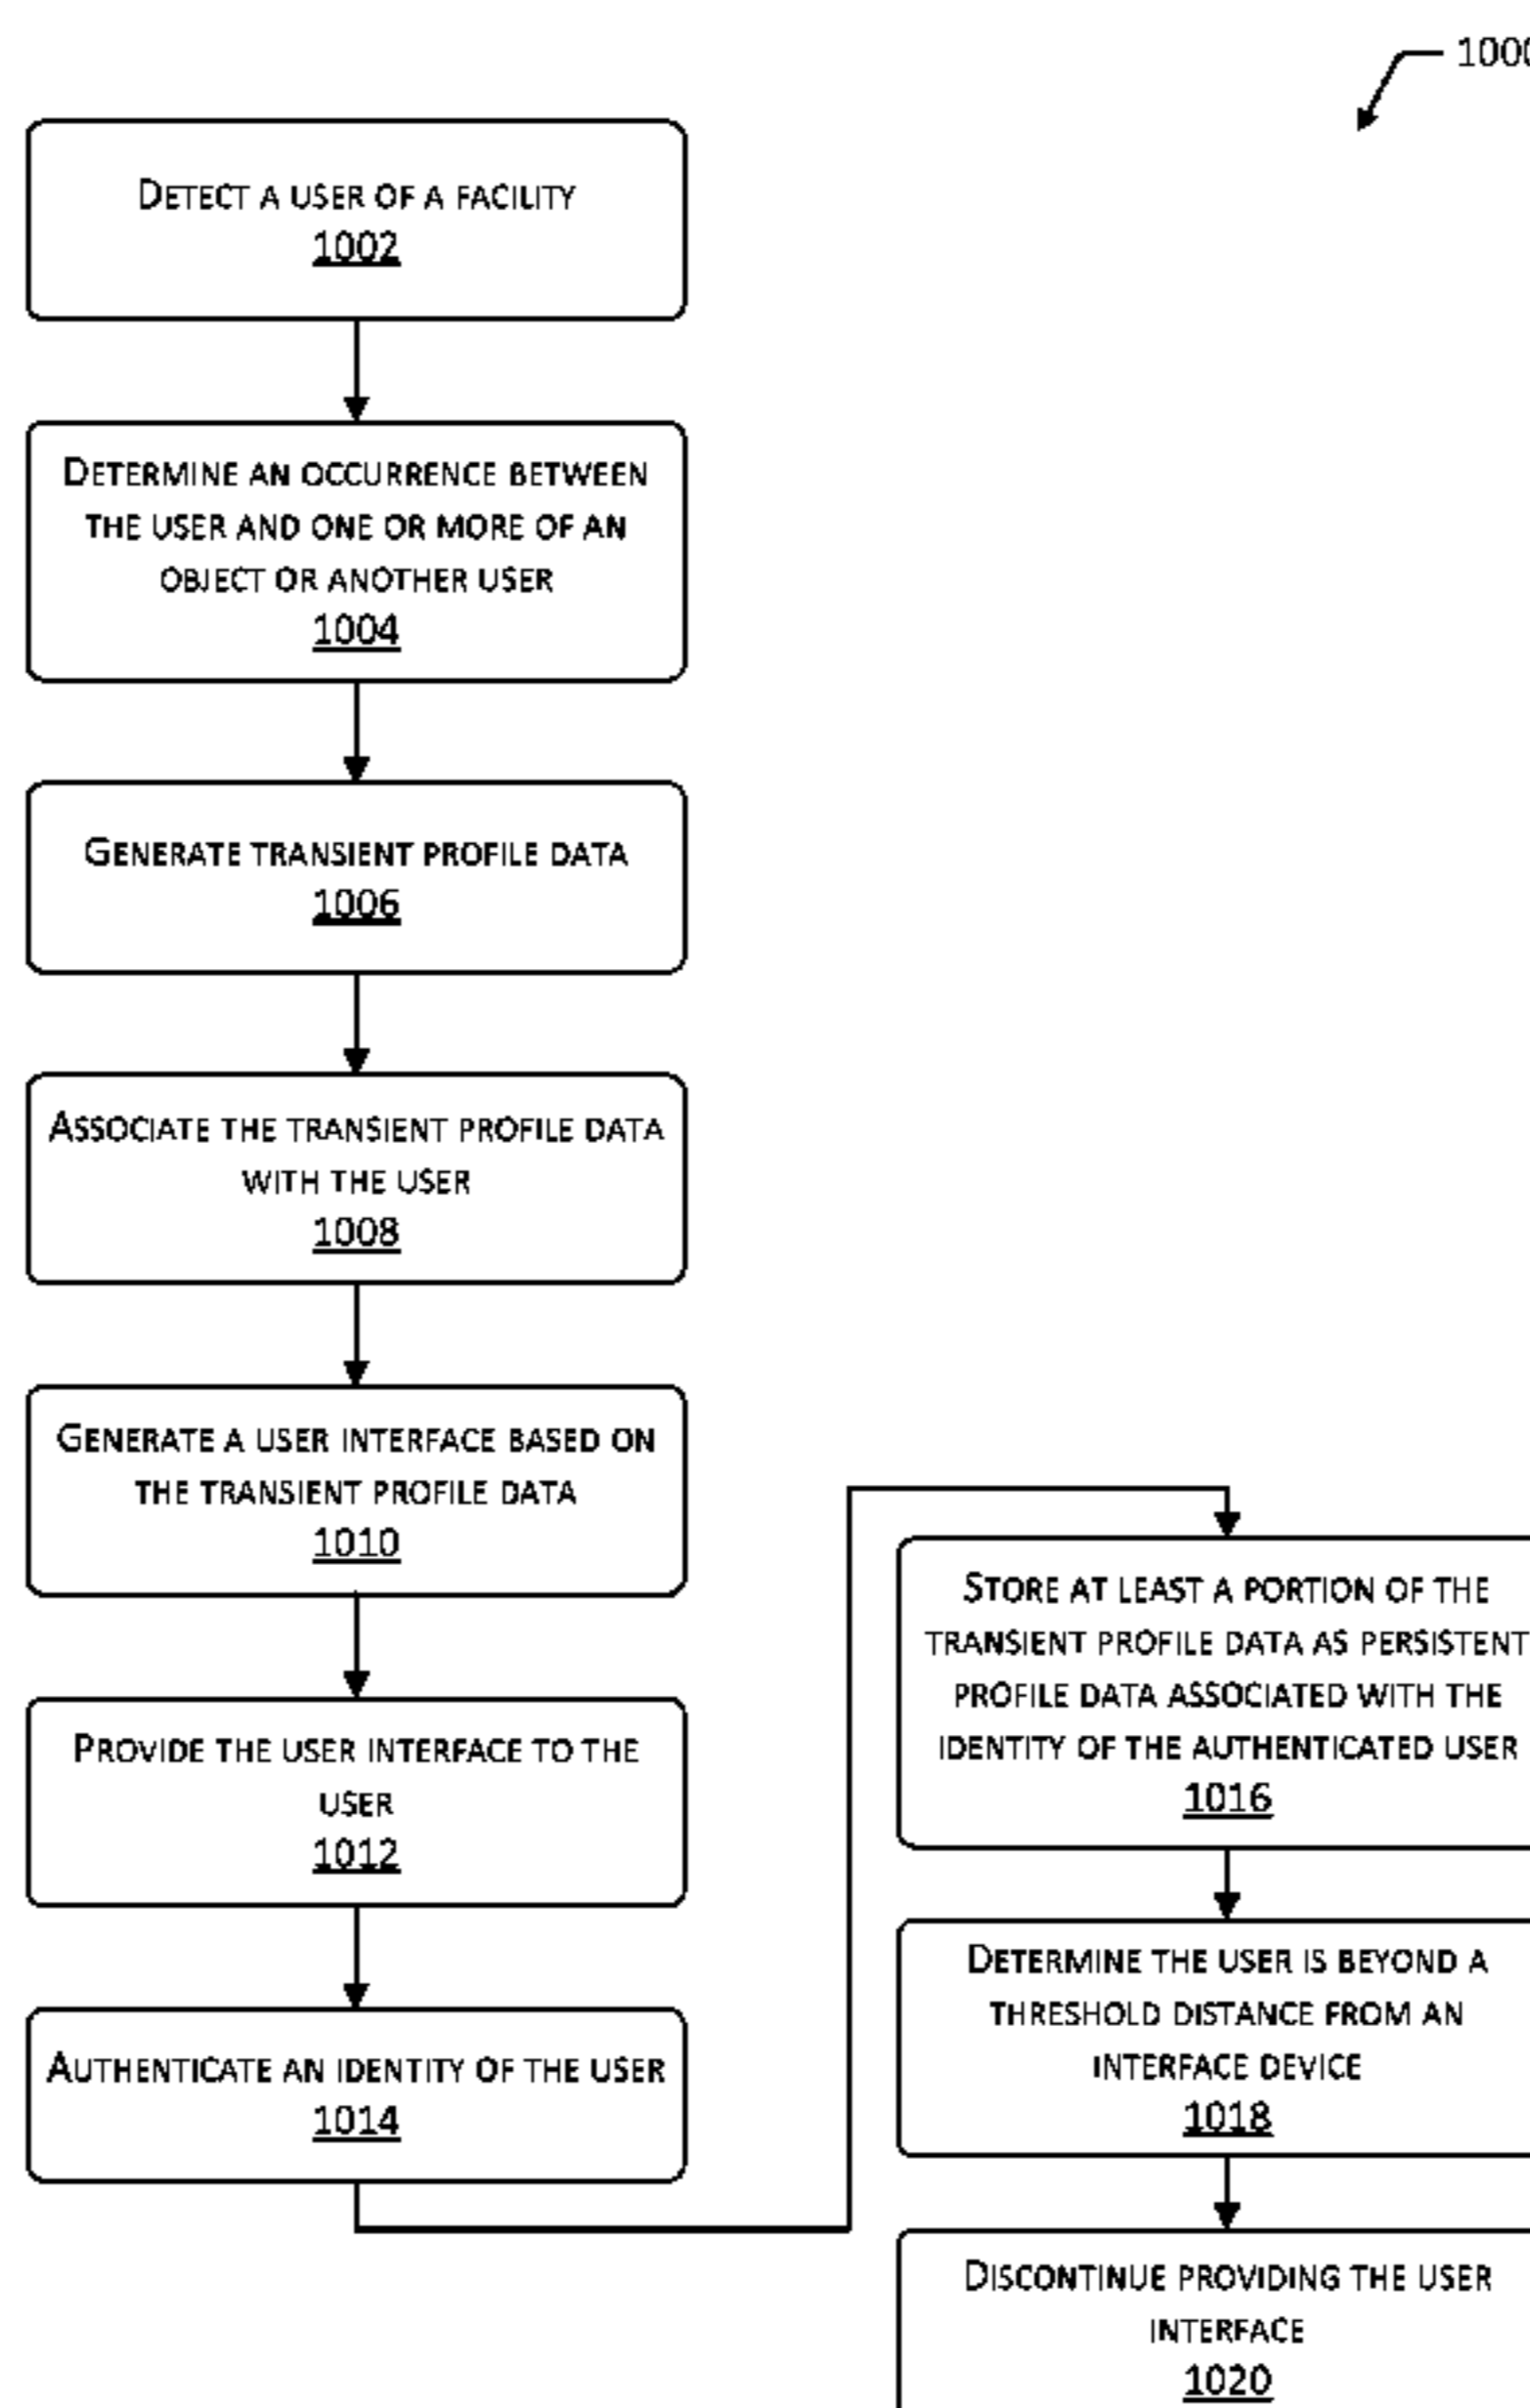 1000
DETECT A USER OF A FACILITY
1002
DETERMINE AN OCCURRENCE BETWEEN
THE USER AND ONE OR MORE OF AN
OBJECT OR ANOTHER USER
1004
GENERATE TRANSIENT PROFILE DATA
1006
ASSOCIATE THE TRANSIENT PROFILE DATA
WITH THE USER
1008
GENERATE A USER INTERFACE BASED ON
THE TRANSIENT PROFILE DATA
1010
PROVIDE THE USER INTERFACE TO THE
USER
1012
AUTHENTICATE AN IDENTITY OF THE USER
1014
STORE AT LEAST A PORTION OF THE
TRANSIENT PROFILE DATA AS PERSISTENT
PROFILE DATA ASSOCIATED WITH THE
IDENTITY OF THE AUTHENTICATED USER
1016
DETERMINE THE USER IS BEYOND A
THRESHOLD DISTANCE FROM AN
INTERFACE DEVICE
1018
DISCONTINUE PROVIDING THE USER
INTERFACE
1020